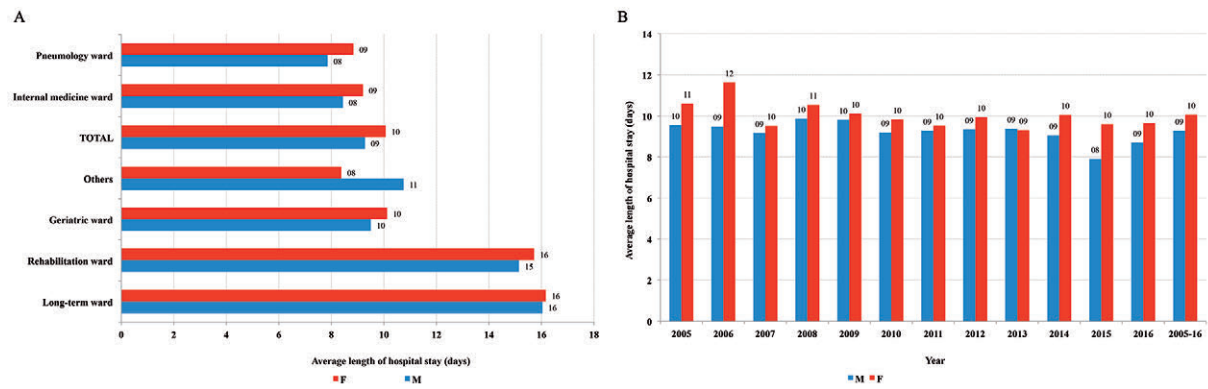 A
Pneumology ward
09
08
Internal medicine ward
09
08
TOTAL
10
09
Others
08
11
Geriatric ward
10
10
Rehabilitation ward
16
15
Long-term ward
16
16
0 2 4 6 8 10 12 14 16 18
Average length of hospital stay (days)
F M
B
Average length of hospital stay (days)
14
12
10
8
6
4
2
0
10 11 09 12 09 10 10 11 10 10 09 10 09 10 09 10 09 09 09 10 08 10 09 10 09 10
2005 2006 2007 2008 2009 2010 2011 2012 2013 2014 2015 2016 2005-16
Year
M F